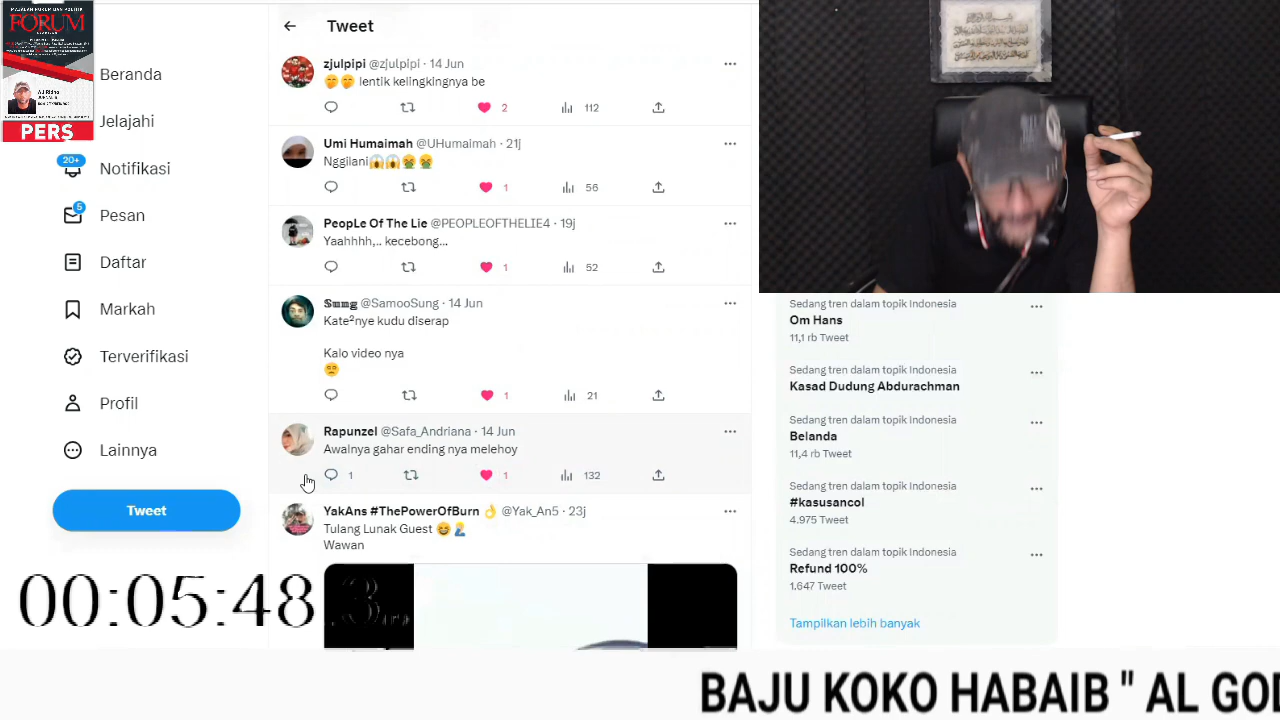 MAJALAH HUKUM DAN POLITIK
FORUM
PERS
Beranda
Jelajahi
20+
Notifikasi
5
Pesan
Daftar
Markah
Terverifikasi
Profil
Lainnya
Tweet
Tweet
zjulpipi @zjulpipi · 14 Jun
🤭🤭 lentik kelingkingnya be
2 112
Umi Humaimah @UHumaimah · 21j
Nggilani😱😱🤮🤮
1 56
PeopLe Of The Lie @PEOPLEOFTHELIE4 · 19j
Yaahhhh,.. kecebong...
1 52
𝕊𝕦𝕟𝕘 @SamooSung · 14 Jun
Kate²nye kudu diserap
Kalo video nya
😒
1 21
Rapunzel @Safa_Andriana · 14 Jun
Awalnya gahar ending nya melehoy
1 1 132
YakAns #ThePowerOfBurn 👌 @Yak_An5 · 23j
Tulang Lunak Guest 😆🤦‍♂️
Wawan
Sedang tren dalam topik Indonesia
Om Hans
11,1 rb Tweet
Sedang tren dalam topik Indonesia
Kasad Dudung Abdurachman
Sedang tren dalam topik Indonesia
Belanda
11,4 rb Tweet
Sedang tren dalam topik Indonesia
#kasusancol
4.975 Tweet
Sedang tren dalam topik Indonesia
Refund 100%
1.647 Tweet
Tampilkan lebih banyak
00:05:48
BAJU KOKO HABAIB " AL GOD